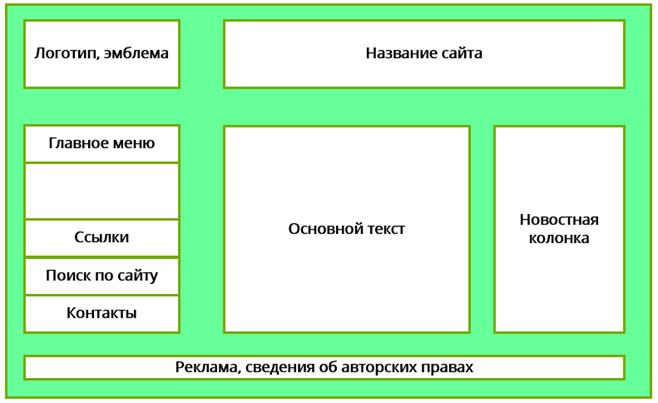 Логотип, эмблема
Название сайта
Главное меню
Ссылки
Поиск по сайту
Контакты
Основной текст
Новостная
колонка
Реклама, сведения об авторских правах